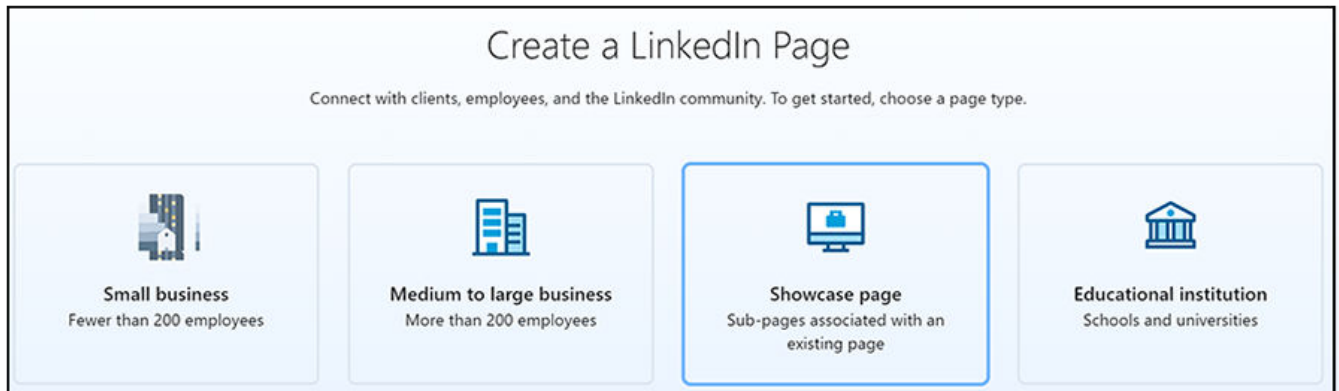 Create a LinkedIn Page
Connect with clients, employees, and the LinkedIn community. To get started, choose a page type.
Small business
Fewer than 200 employees
Medium to large business
More than 200 employees
Showcase page
Sub-pages associated with an
existing page
Educational institution
Schools and universities